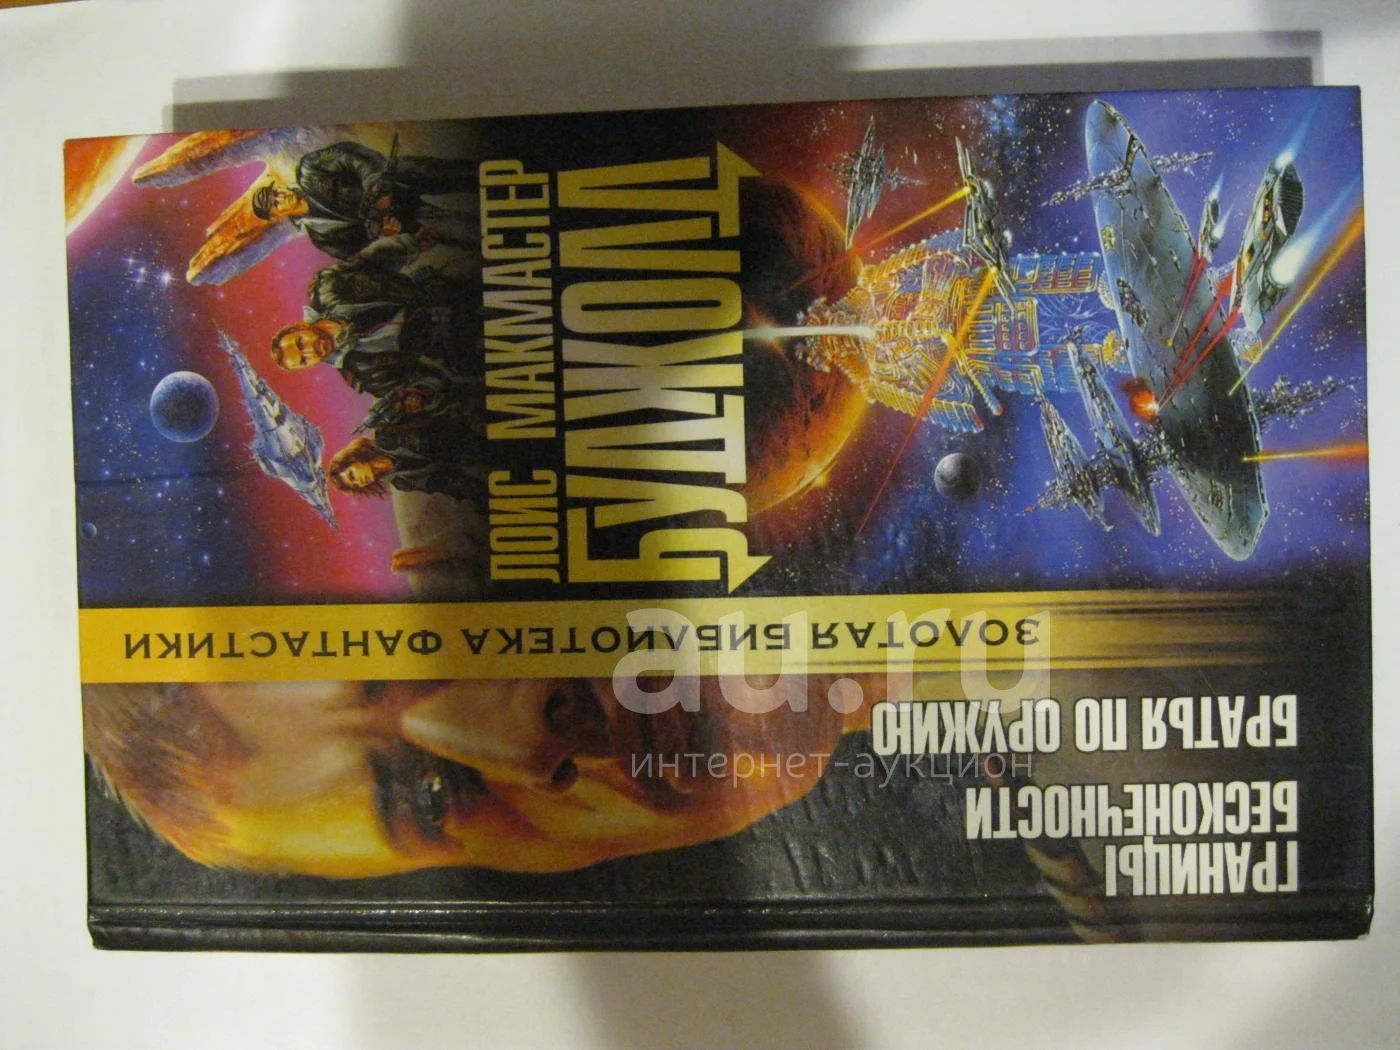 ЛОИС МАКМАСТЕР
БУДЖОЛД
ЗОЛОТАЯ БИБЛИОТЕКА ФАНТАСТИКИ
ГРАНИЦЫ
БЕСКОНЕЧНОСТИ
БРАТЬЯ ПО ОРУЖИЮ
au.ru
интернет-аукцион